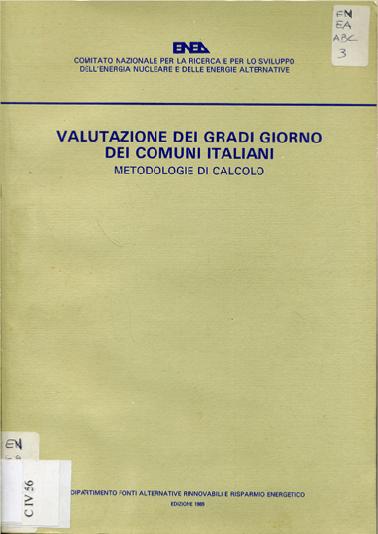 EN
EA
ABC
3
ENEA
COMITATO NAZIONALE PER LA RICERCA E PER LO SVILUPPO
DELL'ENERGIA NUCLEARE E DELLE ENERGIE ALTERNATIVE
VALUTAZIONE DEI GRADI GIORNO
DEI COMUNI ITALIANI
METODOLOGIE DI CALCOLO
EN
C IV 56
DIPARTIMENTO FONTI ALTERNATIVE RINNOVABILI E RISPARMIO ENERGETICO
EDIZIONE